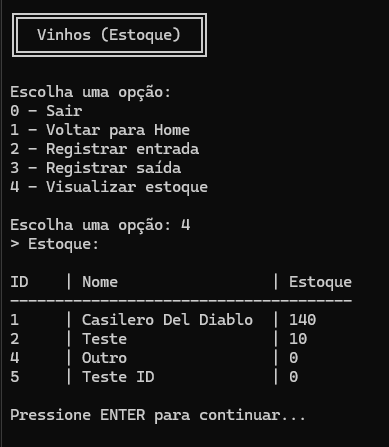 Vinhos (Estoque)
Escolha uma opção:
0 - Sair
1 - Voltar para Home
2 - Registrar entrada
3 - Registrar saída
4 - Visualizar estoque
Escolha uma opção: 4
> Estoque:
ID | Nome | Estoque
--------------------------------------
1 | Casilero Del Diablo | 140
2 | Teste | 10
4 | Outro | 0
5 | Teste ID | 0
Pressione ENTER para continuar...